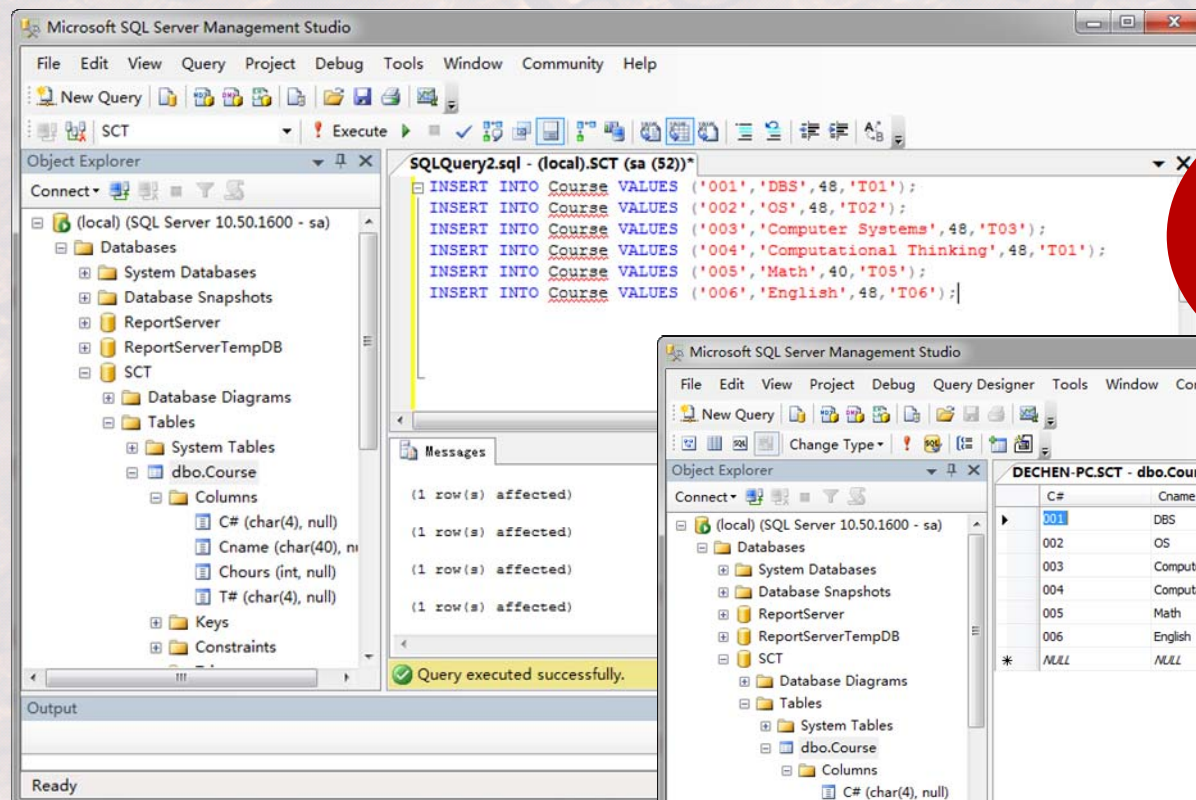 Microsoft SQL Server Management Studio
File Edit View Query Project Debug Tools Window Community Help
New Query
SCT Execute
Object Explorer
Connect
(local) (SQL Server 10.50.1600 - sa)
Databases
System Databases
Database Snapshots
ReportServer
ReportServerTempDB
SCT
Database Diagrams
Tables
System Tables
dbo.Course
Columns
C# (char(4), null)
Cname (char(40), nu
Chours (int, null)
T# (char(4), null)
Keys
Constraints
SQLQuery2.sql - (local).SCT (sa (52))*
INSERT INTO Course VALUES ('001','DBS',48,'T01');
INSERT INTO Course VALUES ('002','OS',48,'T02');
INSERT INTO Course VALUES ('003','Computer Systems',48,'T03');
INSERT INTO Course VALUES ('004','Computational Thinking',48,'T01');
INSERT INTO Course VALUES ('005','Math',40,'T05');
INSERT INTO Course VALUES ('006','English',48,'T06');
Messages
(1 row(s) affected)
(1 row(s) affected)
(1 row(s) affected)
(1 row(s) affected)
Query executed successfully.
Output
Ready
Microsoft SQL Server Management Studio
File Edit View Project Debug Query Designer Tools Window Co
New Query
Change Type
Object Explorer
Connect
(local) (SQL Server 10.50.1600 - sa)
Databases
System Databases
Database Snapshots
ReportServer
ReportServerTempDB
SCT
Database Diagrams
Tables
System Tables
dbo.Course
Columns
C# (char(4), null)
DECHEN-PC.SCT - dbo.Cour
C# Cname
001 DBS
002 OS
003 Comput
004 Comput
005 Math
006 English
NULL NULL